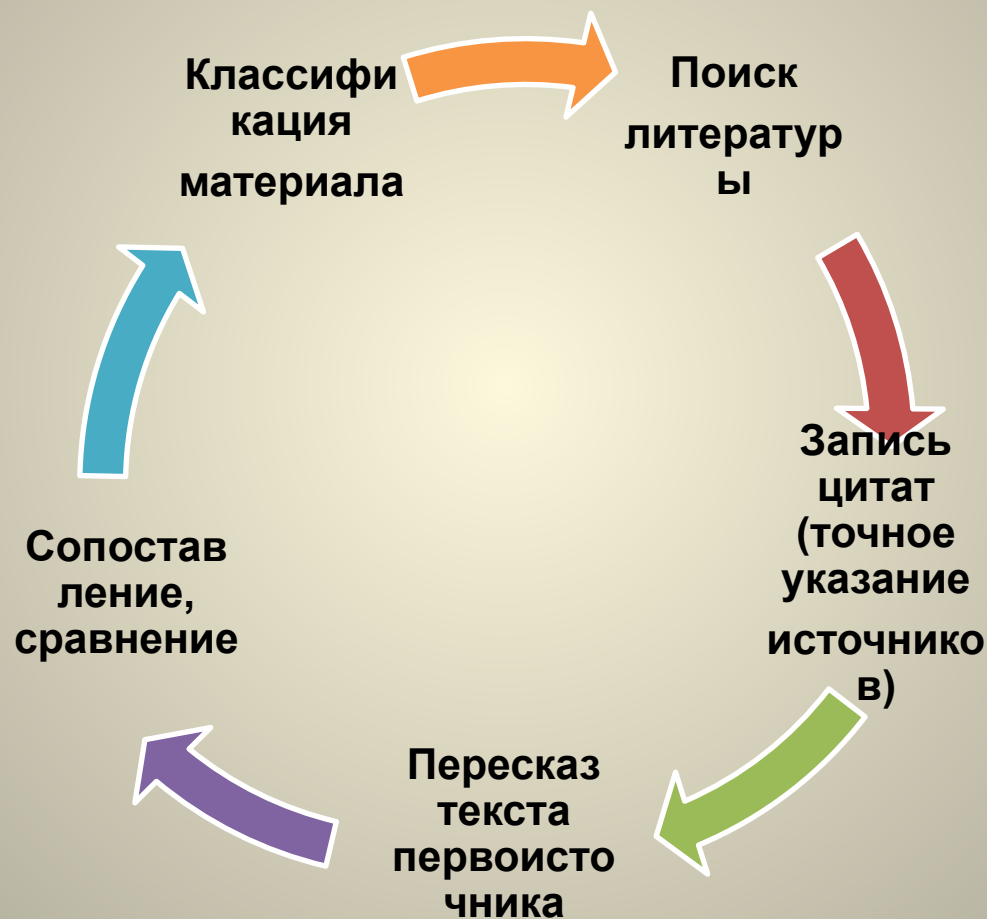 Классифи
кация
материала
Поиск
литератур
ы
Запись
цитат
(точное
указание
источнико
в)
Пересказ
текста
первоисто
чника
Сопостав
ление,
сравнение